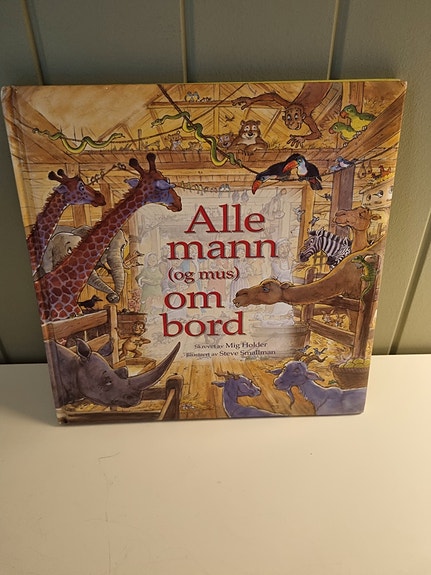 Alle
mann
(og mus)
om
bord
Skrevet av Mig Holder
Illustrert av Steve Smallman